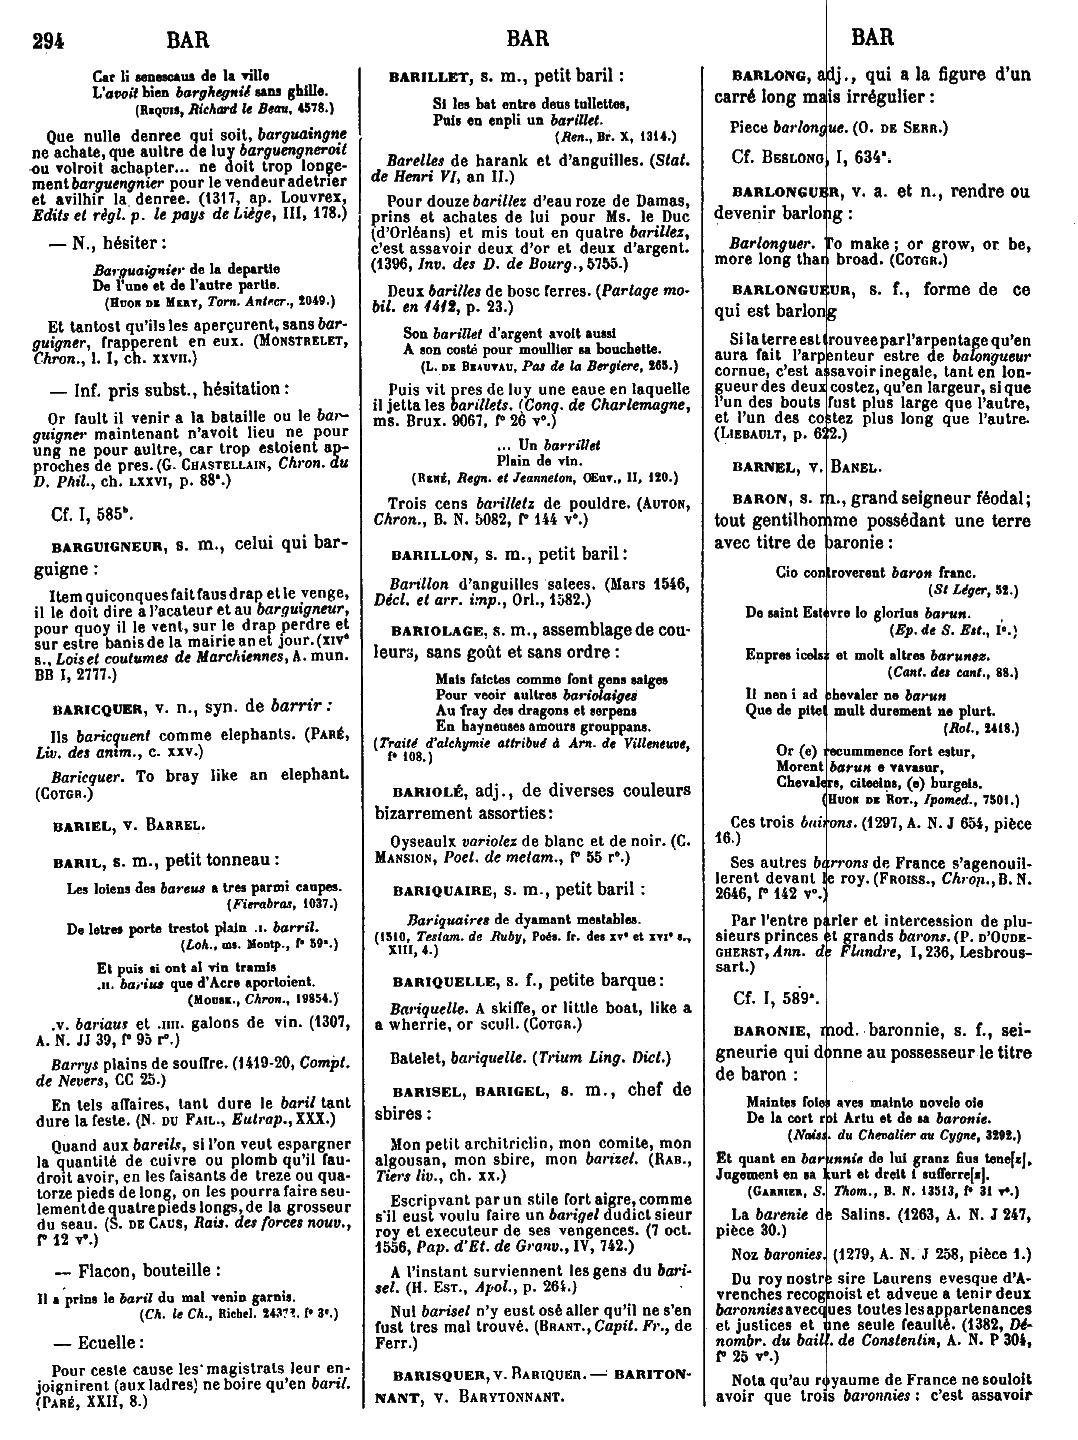 294 BAR BAR BAR
Car li senescaus de la ville
L'avoit bien barghegnié sans ghille.
(REQUIS, Richard le Beau, 4578.)
Que nulle denree qui soit, barguaingne
ne achate, que aultre de luy barguengneroit
ou volroit achapter... ne doit trop longe-
ment barguengnier pour le vendeur adetrier
et avilhir la denree. (1317, ap. Louvrex,
Edits et règl. p. le pays de Liège, III, 178.)
— N., hésiter :
Barguaignier de la departie
De l'une et de l'autre partie.
(HUON DE MERY, Torn. Antecr., 2049.)
Et tantost qu'ils les aperçurent, sans bar-
guigner, frapperent en eux. (MONSTRELET,
Chron., l. I, ch. XXVII.)
— Inf. pris subst., hésitation :
Or fault il venir a la bataille ou le bar-
guigner maintenant n'avoit lieu ne pour
ung ne pour aultre, car trop estoient ap-
proches de pres. (G. CHASTELLAIN, Chron. du
D. Phil., ch. LXXVI, p. 88ª.)
Cf. I, 585ᵇ.
BARGUIGNEUR, s. m., celui qui bar-
guigne :
Item quiconques fait faus drap et le venge,
il le doit dire a l'acateur et au barguigneur,
pour quoy il le vent, sur le drap perdre et
sur estre banis de la mairie an et jour. (XIVᵉ
s., Lois et coutumes de Marchiennes, A. mun.
BB I, 2777.)
BARICQUER, v. n., syn. de barrir :
Ils baricquent comme elephants. (PARÉ,
Liv. des anim., c. XXV.)
Baricquer. To bray like an elephant.
(COTGR.)
BARIEL, V. BARREL.
BARIL, s. m., petit tonneau :
Les loiens des bareus a tres parmi caupes.
(Fierabras, 1037.)
De letres porte trestot plain .I. barril.
(Loh., ms. Montp., fº 59ª.)
Et puis si ont al vin tramis
.II. barius que d'Acre aportoient.
(MOUSK., Chron., 19854.)
.V. bariaus et .IIII. galons de vin. (1307,
A. N. JJ 39, fº 95 rº.)
Barrys plains de souffre. (1419-20, Compt.
de Nevers, CC 25.)
En tels affaires, tant dure le baril tant
dure la feste. (N. DU FAIL., Eutrap., XXX.)
Quand aux bareils, si l'on veut espargner
la quantité de cuivre ou plomb qu'il fau-
droit avoir, en les faisants de treze ou qua-
torze pieds de long, on les pourra faire seu-
lement de quatre pieds longs, de la grosseur
du seau. (S. DE CAUS, Rais. des forces nouv.,
fº 12 vº.)
— Flacon, bouteille :
Il a prins le baril du mal venin garnis.
(Ch. le Ch., Richel. fº 3ª.)
— Ecuelle :
Pour ceste cause les magistrats leur en-
joignirent (aux ladres) ne boire qu'en baril.
(PARÉ, XXII, 8.)
BARILLET, s. m., petit baril :
Si les bat entre deus tullettes,
Puis en enpli un barillet.
(Ren., Br. X, 1314.)
Barelles de harank et d'anguilles. (Stat.
de Henri VI, an II.)
Pour douze barillez d'eau roze de Damas,
prins et achates de lui pour Ms. le Duc
(d'Orléans) et mis tout en quatre barillez,
c'est assavoir deux d'or et deux d'argent.
(1396, Inv. des D. de Bourg., 5755.)
Deux barilles de bosc ferres. (Partage mo-
bil. en 1412, p. 23.)
Son barillet d'argent avoit aussi
A son costé pour moullier sa bouchette.
(L. DE BEAUVAU, Pas de la Bergiere, 265.)
Puis vit pres de luy une eaue en laquelle
il jetta les barillets. (Conq. de Charlemagne,
ms. Brux. 9067, fº 26 vº.)
... Un barrillet
Plain de vin.
(RENÉ, Regn. et Jeanneton, Œuv., II, 120.)
Trois cens barilletz de pouldre. (AUTON,
Chron., B. N. 5082, fº 144 vº.)
BARILLON, s. m., petit baril :
Barillon d'anguilles salees. (Mars 1546,
Décl. et arr. imp., Orl., 1582.)
BARIOLAGE, s. m., assemblage de cou-
leurs, sans goût et sans ordre :
Mais faictes comme font gens saiges
Pour veoir aultres bariolaiges
Au fray des dragons et serpens
En hayneuses amours grouppans.
(Traité d'alchymie attribué à Arn. de Villeneuve,
fº 108.)
BARIOLÉ, adj., de diverses couleurs
bizarrement assorties :
Oyseaulx variolez de blanc et de noir. (C.
MANSION, Poet. de metam., fº 55 rº.)
BARIQUAIRE, s. m., petit baril :
Bariquaires de dyamant mestables.
(1510, Testam. de Ruby, Poés. fr. des XVᵉ et XVIᵉ s.,
XIII, 4.)
BARIQUELLE, s. f., petite barque :
Bariquelle. A skiffe, or little boat, like a
a wherrie, or scull. (COTGR.)
Batelet, bariquelle. (Trium Ling. Dict.)
BARISEL, BARIGEL, s. m., chef de
sbires :
Mon petit architriclin, mon comite, mon
algousan, mon sbire, mon barizel. (RAB.,
Tiers liv., ch. XX.)
Escripvant par un stile fort aigre, comme
s'il eust voulu faire un barigel dudict sieur
roy et executeur de ses vengences. (7 oct.
1556, Pap. d'Et. de Granv., IV, 742.)
A l'instant surviennent les gens du bari-
sel. (H. EST., Apol., p. 264.)
Nul barisel n'y eust osé aller qu'il ne s'en
fust tres mal trouvé. (BRANT., Capit. Fr., de
Ferr.)
BARISQUER, V. BARIQUER. — BARITON-
NANT, V. BARYTONNANT.
BARLONG, adj., qui a la figure d'un
carré long mais irrégulier :
Piece barlongue. (O. DE SERR.)
Cf. BESLONG, I, 634ª.
BARLONGUER, v. a. et n., rendre ou
devenir barlong :
Barlonguer. To make ; or grow, or be,
more long than broad. (COTGR.)
BARLONGUEUR, s. f., forme de ce
qui est barlong
Si la terre est trouvee par l'arpentage qu'en
aura fait l'arpenteur estre de balongueur
cornue, c'est assavoir inegale, tant en lon-
gueur des deux costez, qu'en largeur, si que
l'un des bouts fust plus large que l'autre,
et l'un des costez plus long que l'autre.
(LIEBAULT, p. 622.)
BARNEL, V. BANEL.
BARON, s. m., grand seigneur féodal ;
tout gentilhomme possédant une terre
avec titre de baronie :
Cio controverent baron franc.
(St Léger, 52.)
De saint Estevre lo glorius barun.
(Ep. de S. Est., Iª.)
Enpres icels et molt altres barunez.
(Cant. des cant., 88.)
Il nen i ad chevaler ne barun
Que de pitet mult durement ne plurt.
(Rol., 2418.)
Or (e) recummence fort estur,
Morent barun e vavasur,
Chevalers, citeeins, (e) burgeis.
(HUON DE ROT., Ipomed., 7501.)
Ces trois bairons. (1297, A. N. J 654, pièce
16.)
Ses autres barrons de France s'agenouil-
lerent devant le roy. (FROISS., Chron., B. N.
2646, fº 142 vº.)
Par l'entre parler et intercession de plu-
sieurs princes et grands barons. (P. D'OUDE-
GHERST, Ann. de Flandre, I, 236, Lesbrous-
sart.)
Cf. I, 589ª.
BARONIE, mod. baronnie, s. f., sei-
gneurie qui donne au possesseur le titre
de baron :
Maintes foies aves mainte novele oie
De la cort roi Artu et de sa baronie.
(Naiss. du Chevalier au Cygne, 3292.)
Et quant en barunnie de lui granz fius tene[z],
Jugement en sa kurt et dreit i sufferre[z].
(GARNIER, S. Thom., B. N. 13513, fº 31 vº.)
La barenie de Salins. (1263, A. N. J 247,
pièce 30.)
Noz baronies. (1279, A. N. J 258, pièce 1.)
Du roy nostre sire Laurens evesque d'A-
vrenches recognoist et adveue a tenir deux
baronnies avecques toutes les appartenances
et justices et une seule feaulté. (1382, Dé-
nombr. du baill. de Constentin, A. N. P 304,
fº 25 vº.)
Nota qu'au royaume de France ne souloit
avoir que trois baronnies : c'est assavoir